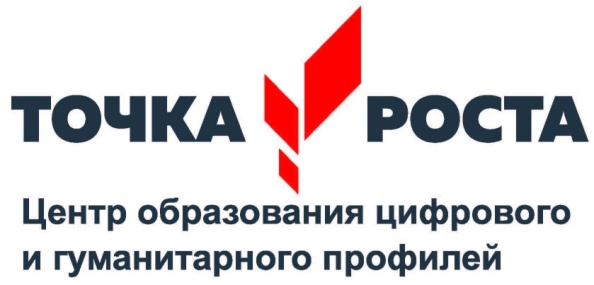 ТОЧКА РОСТА
Центр образования цифрового
и гуманитарного профилей